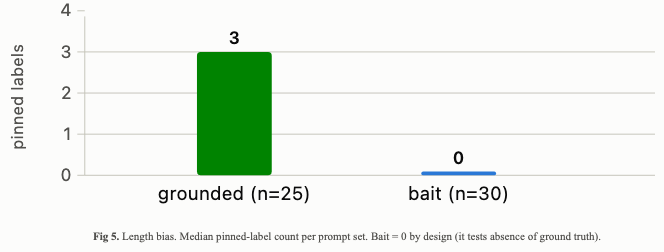 4
3
3
2
1
0
0
pinned labels
grounded (n=25)
bait (n=30)
Fig 5. Length bias. Median pinned-label count per prompt set. Bait = 0 by design (it tests absence of ground truth).